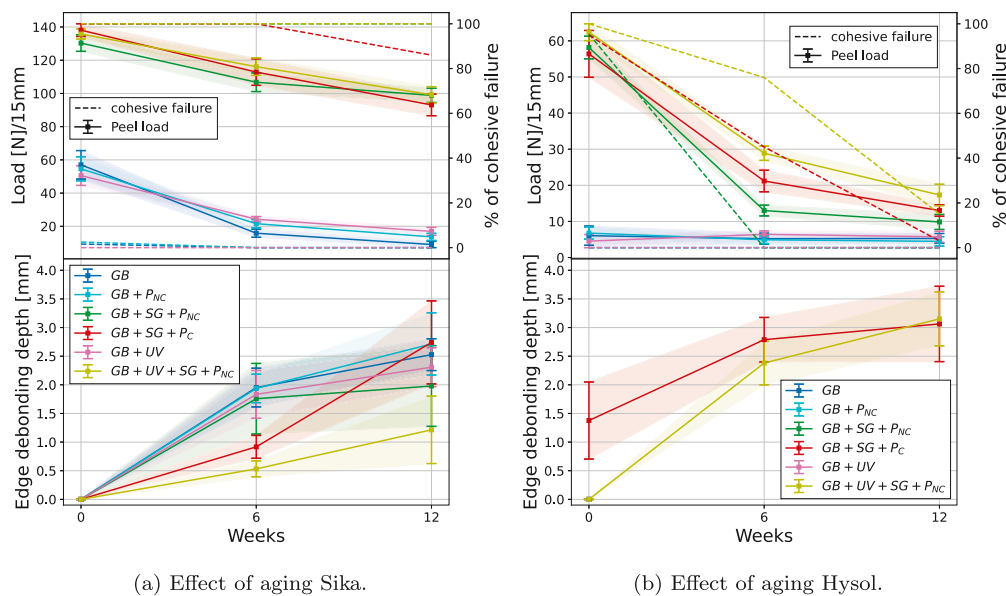 140
120
100
80
60
40
20
Load [N]/15mm
cohesive failure
Peel load
100
80
60
40
20
0
% of cohesive failure
4.0
3.5
3.0
2.5
2.0
1.5
1.0
0.5
0.0
Edge debonding depth [mm]
GB
GB + P_NC
GB + SG + P_NC
GB + SG + P_C
GB + UV
GB + UV + SG + P_NC
0
6
12
Weeks
(a) Effect of aging Sika.
60
50
40
30
20
10
0
Load [N]/15mm
cohesive failure
Peel load
100
80
60
40
20
0
% of cohesive failure
4.0
3.5
3.0
2.5
2.0
1.5
1.0
0.5
0.0
Edge debonding depth [mm]
GB
GB + P_NC
GB + SG + P_NC
GB + SG + P_C
GB + UV
GB + UV + SG + P_NC
0
6
12
Weeks
(b) Effect of aging Hysol.